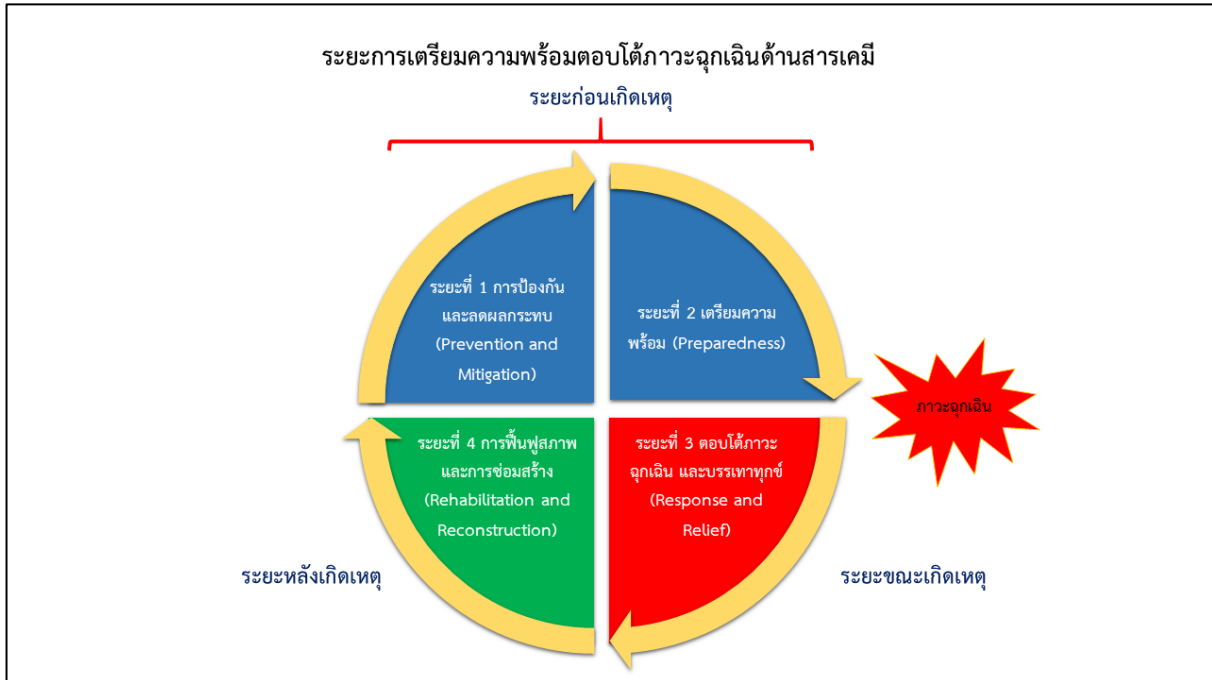 ระยะการเตรียมความพร้อมตอบโต้ภาวะฉุกเฉินด้านสารเคมี
ระยะก่อนเกิดเหตุ
ระยะที่ 1 การป้องกัน
และลดผลกระทบ
(Prevention and
Mitigation)
ระยะที่ 2 เตรียมความ
พร้อม (Preparedness)
ภาวะฉุกเฉิน
ระยะที่ 3 ตอบโต้ภาวะ
ฉุกเฉิน และบรรเทาทุกข์
(Response and
Relief)
ระยะขณะเกิดเหตุ
ระยะที่ 4 การฟื้นฟูสภาพ
และการซ่อมสร้าง
(Rehabilitation and
Reconstruction)
ระยะหลังเกิดเหตุ